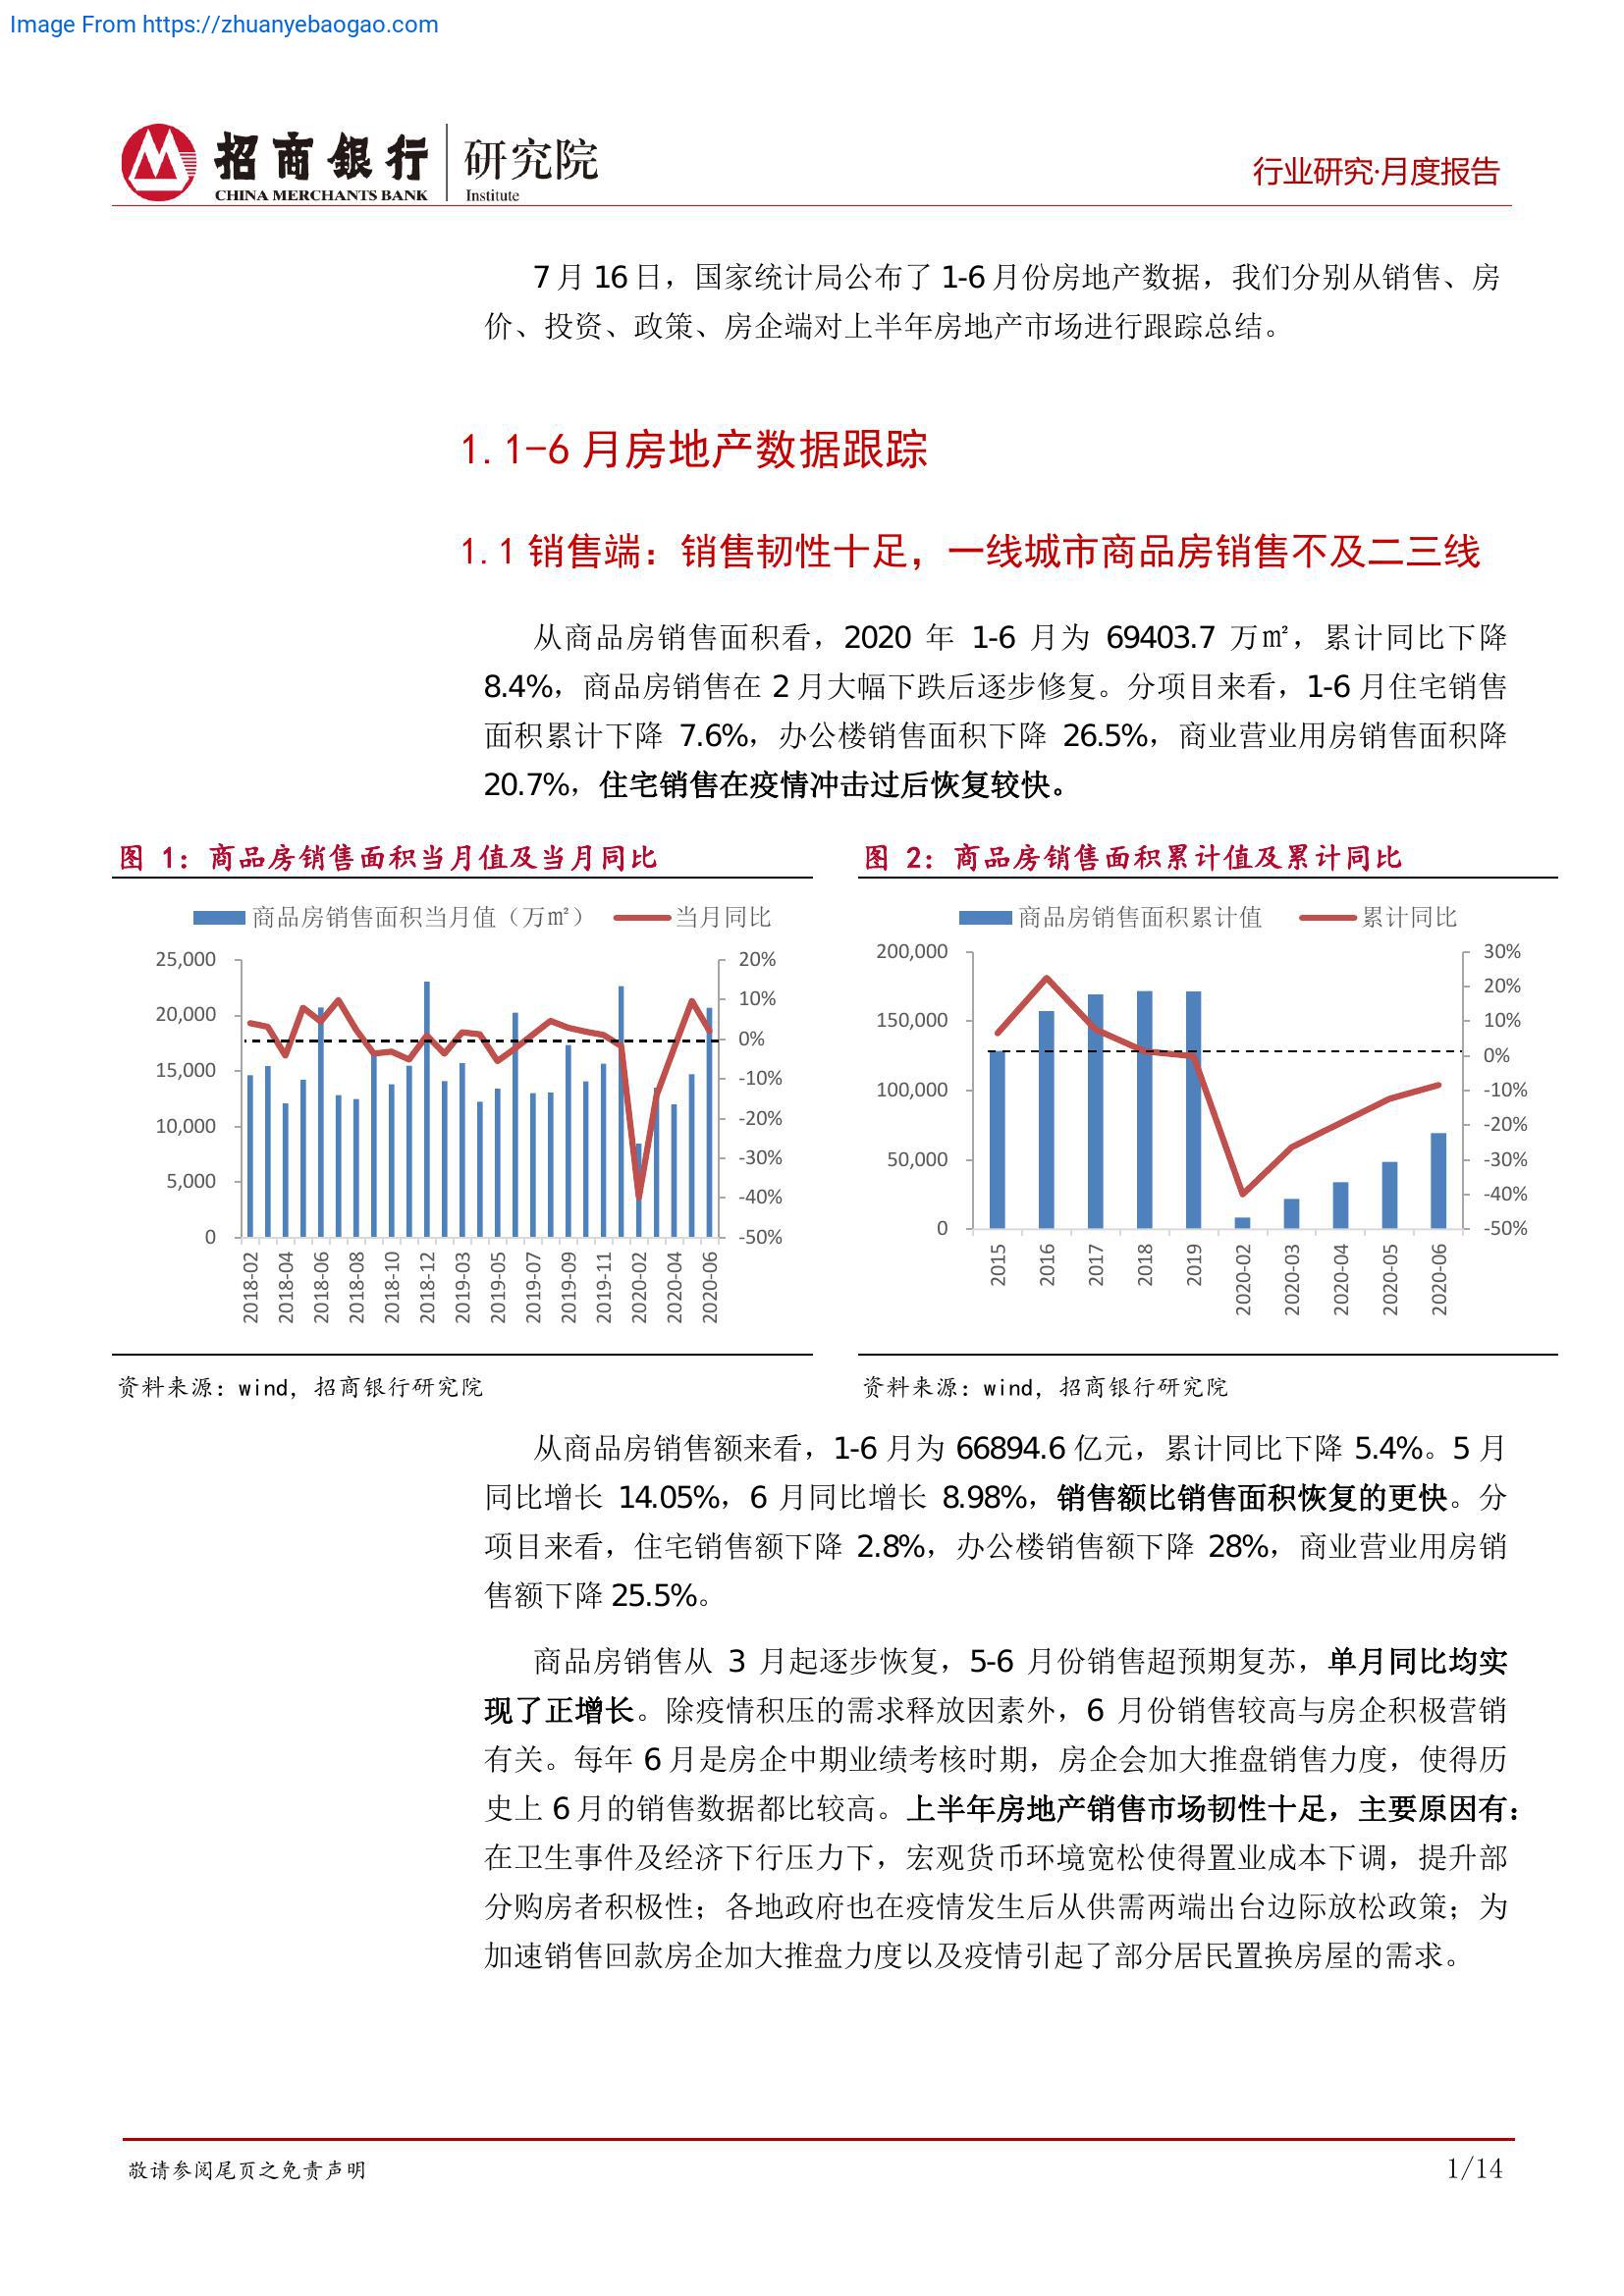 Image From https://zhuanyebaogao.com
招商銀行
CHINA MERCHANTS BANK
研究院
Institute
行业研究·月度报告
7月16日，国家统计局公布了1-6月份房地产数据，我们分别从销售、房
价、投资、政策、房企端对上半年房地产市场进行跟踪总结。
1.1-6月房地产数据跟踪
1.1 销售端：销售韧性十足，一线城市商品房销售不及二三线
从商品房销售面积看，2020 年 1-6 月为 69403.7 万㎡，累计同比下降
8.4%，商品房销售在 2 月大幅下跌后逐步修复。分项目来看，1-6 月住宅销售
面积累计下降 7.6%，办公楼销售面积下降 26.5%，商业营业用房销售面积降
20.7%，住宅销售在疫情冲击过后恢复较快。
图 1：商品房销售面积当月值及当月同比
商品房销售面积当月值（万㎡）
当月同比
25,000
20,000
15,000
10,000
5,000
0
20%
10%
0%
-10%
-20%
-30%
-40%
-50%
2018-02
2018-04
2018-06
2018-08
2018-10
2018-12
2019-03
2019-05
2019-07
2019-09
2019-11
2020-02
2020-04
2020-06
资料来源：wind，招商银行研究院
图 2：商品房销售面积累计值及累计同比
商品房销售面积累计值
累计同比
200,000
150,000
100,000
50,000
0
30%
20%
10%
0%
-10%
-20%
-30%
-40%
-50%
2015
2016
2017
2018
2019
2020-02
2020-03
2020-04
2020-05
2020-06
资料来源：wind，招商银行研究院
从商品房销售额来看，1-6 月为 66894.6 亿元，累计同比下降 5.4%。5 月
同比增长 14.05%，6 月同比增长 8.98%，销售额比销售面积恢复的更快。分
项目来看，住宅销售额下降 2.8%，办公楼销售额下降 28%，商业营业用房销
售额下降 25.5%。
商品房销售从 3 月起逐步恢复，5-6 月份销售超预期复苏，单月同比均实
现了正增长。除疫情积压的需求释放因素外，6 月份销售较高与房企积极营销
有关。每年 6 月是房企中期业绩考核时期，房企会加大推盘销售力度，使得历
史上 6 月的销售数据都比较高。上半年房地产销售市场韧性十足，主要原因有：
在卫生事件及经济下行压力下，宏观货币环境宽松使得置业成本下调，提升部
分购房者积极性；各地政府也在疫情发生后从供需两端出台边际放松政策；为
加速销售回款房企加大推盘力度以及疫情引起了部分居民置换房屋的需求。
敬请参阅尾页之免责声明
1/14